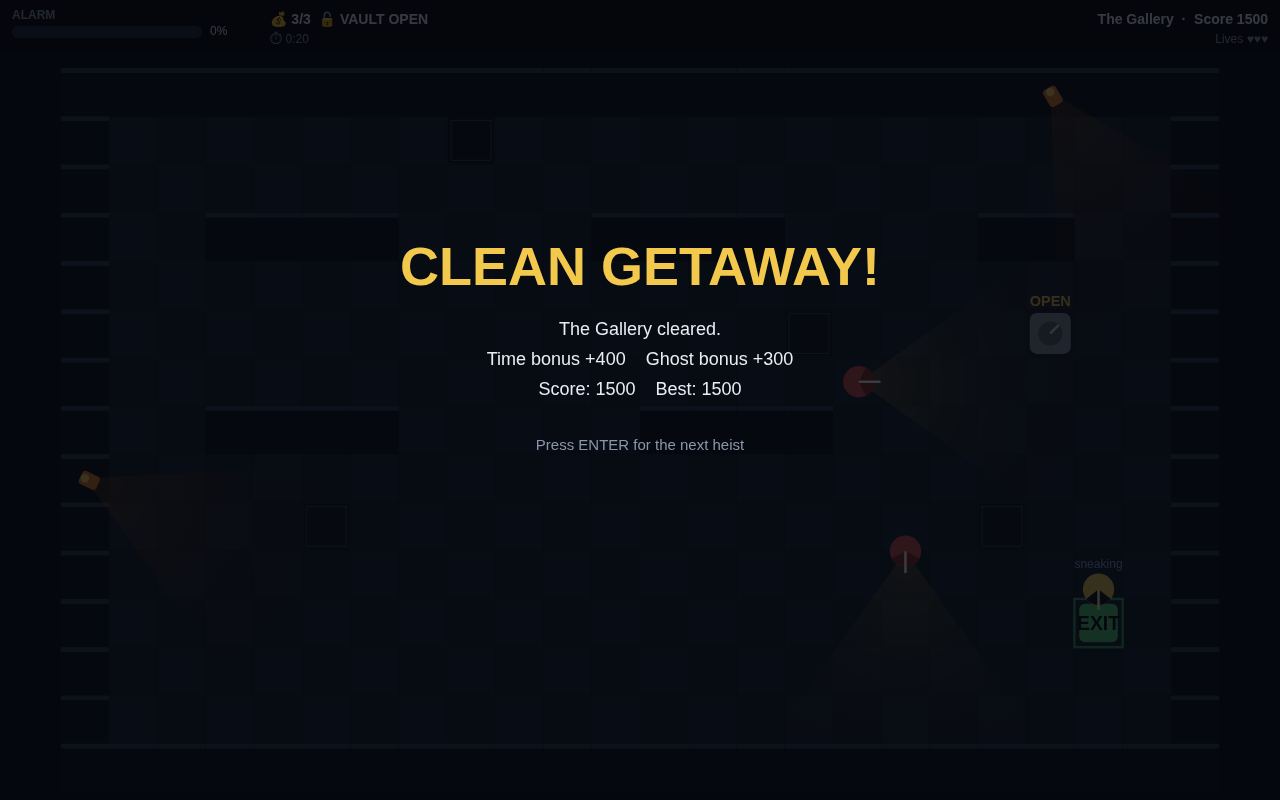 ALARM
0%
💰 3/3 🔓 VAULT OPEN
⏱ 0:20
The Gallery · Score 1500
Lives ♥♥♥
OPEN
CLEAN GETAWAY!
The Gallery cleared.
Time bonus +400 Ghost bonus +300
Score: 1500 Best: 1500
Press ENTER for the next heist
sneaking
EXIT